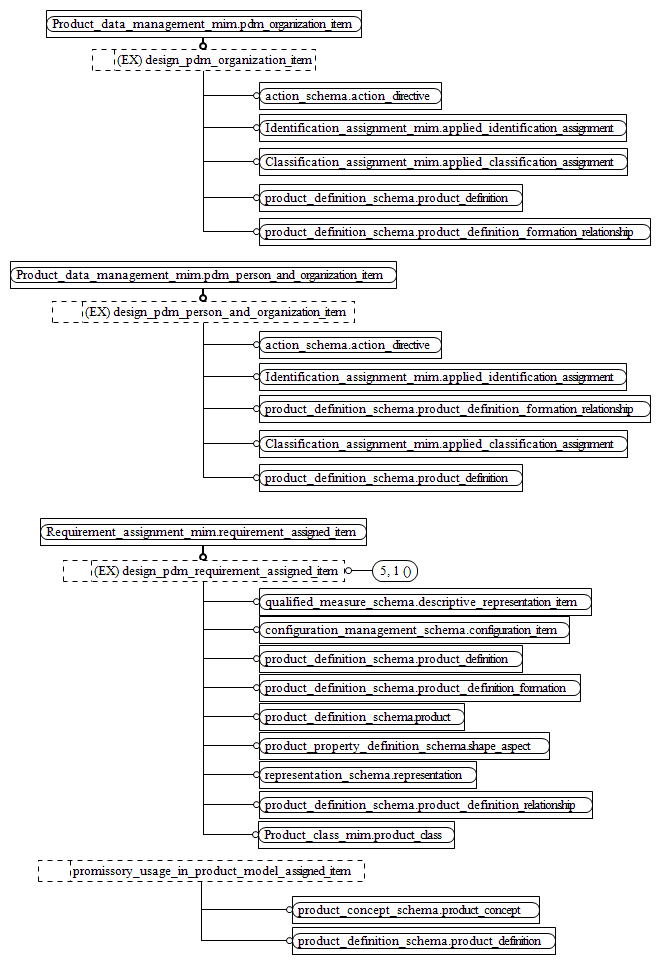 Product_data_management_mim.pdm_organization_item
(EX) design_pdm_organization_item
action_schema.action_directive
Identification_assignment_mim.applied_identification_assignment
Classification_assignment_mim.applied_classification_assignment
product_definition_schema.product_definition
product_definition_schema.product_definition_formation_relationship
Product_data_management_mim.pdm_person_and_organization_item
(EX) design_pdm_person_and_organization_item
action_schema.action_directive
Identification_assignment_mim.applied_identification_assignment
product_definition_schema.product_definition_formation_relationship
Classification_assignment_mim.applied_classification_assignment
product_definition_schema.product_definition
Requirement_assignment_mim.requirement_assigned_item
(EX) design_pdm_requirement_assigned_item 5, 1 ()
qualified_measure_schema.descriptive_representation_item
configuration_management_schema.configuration_item
product_definition_schema.product_definition
product_definition_schema.product_definition_formation
product_definition_schema.product
product_property_definition_schema.shape_aspect
representation_schema.representation
product_definition_schema.product_definition_relationship
Product_class_mim.product_class
promissory_usage_in_product_model_assigned_item
product_concept_schema.product_concept
product_definition_schema.product_definition